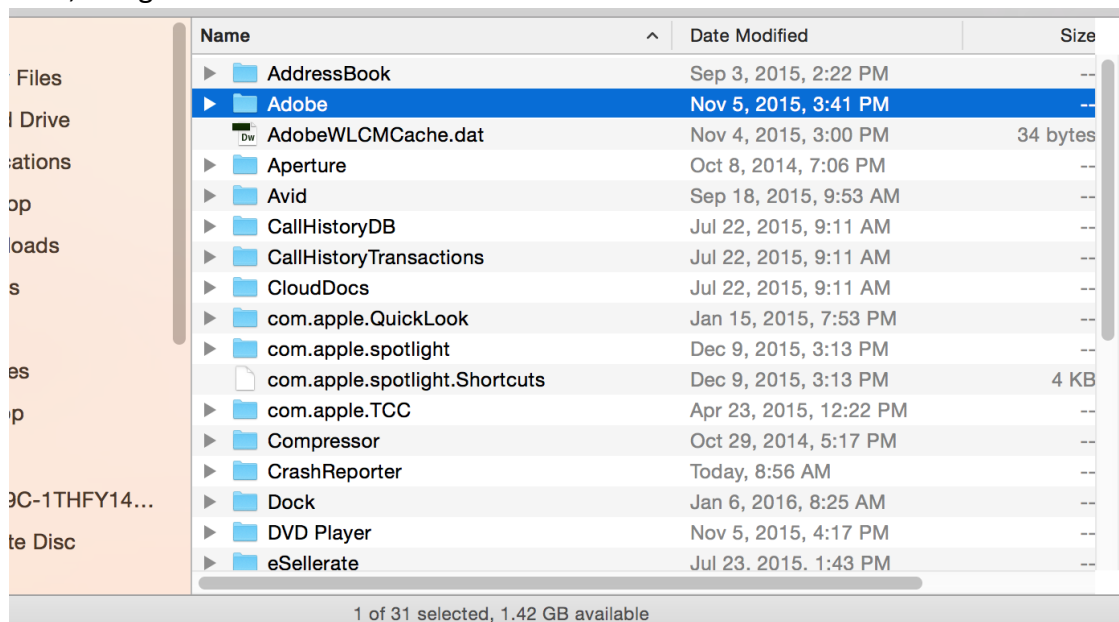 Name Date Modified Size
Files
AddressBook Sep 3, 2015, 2:22 PM --
Drive
Adobe Nov 5, 2015, 3:41 PM --
Dw AdobeWLCMCache.dat Nov 4, 2015, 3:00 PM 34 bytes
ations
Aperture Oct 8, 2014, 7:06 PM --
op
Avid Sep 18, 2015, 9:53 AM --
CallHistoryDB Jul 22, 2015, 9:11 AM --
loads
CallHistoryTransactions Jul 22, 2015, 9:11 AM --
s
CloudDocs Jul 22, 2015, 9:11 AM --
com.apple.QuickLook Jan 15, 2015, 7:53 PM --
com.apple.spotlight Dec 9, 2015, 3:13 PM --
es
com.apple.spotlight.Shortcuts Dec 9, 2015, 3:13 PM 4 KB
op
com.apple.TCC Apr 23, 2015, 12:22 PM --
Compressor Oct 29, 2014, 5:17 PM --
CrashReporter Today, 8:56 AM --
9C-1THFY14...
Dock Jan 6, 2016, 8:25 AM --
te Disc
DVD Player Nov 5, 2015, 4:17 PM --
eSellerate Jul 23, 2015, 1:43 PM --
1 of 31 selected, 1.42 GB available